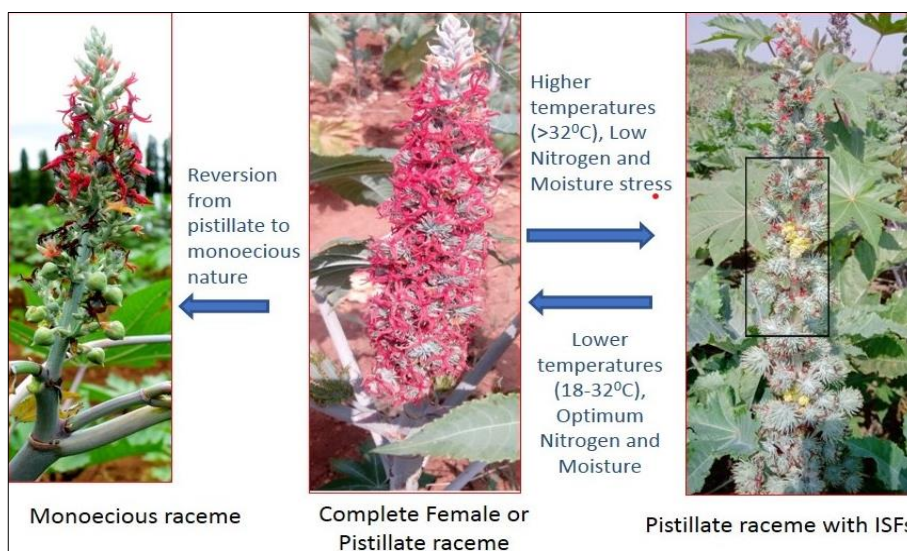 Reversion
from
pistillate to
monoecious
nature
Higher
temperatures
(>32⁰C), Low
Nitrogen and
Moisture stress
Lower
temperatures
(18-32⁰C),
Optimum
Nitrogen and
Moisture
Monoecious raceme
Complete Female or
Pistillate raceme
Pistillate raceme with ISFs